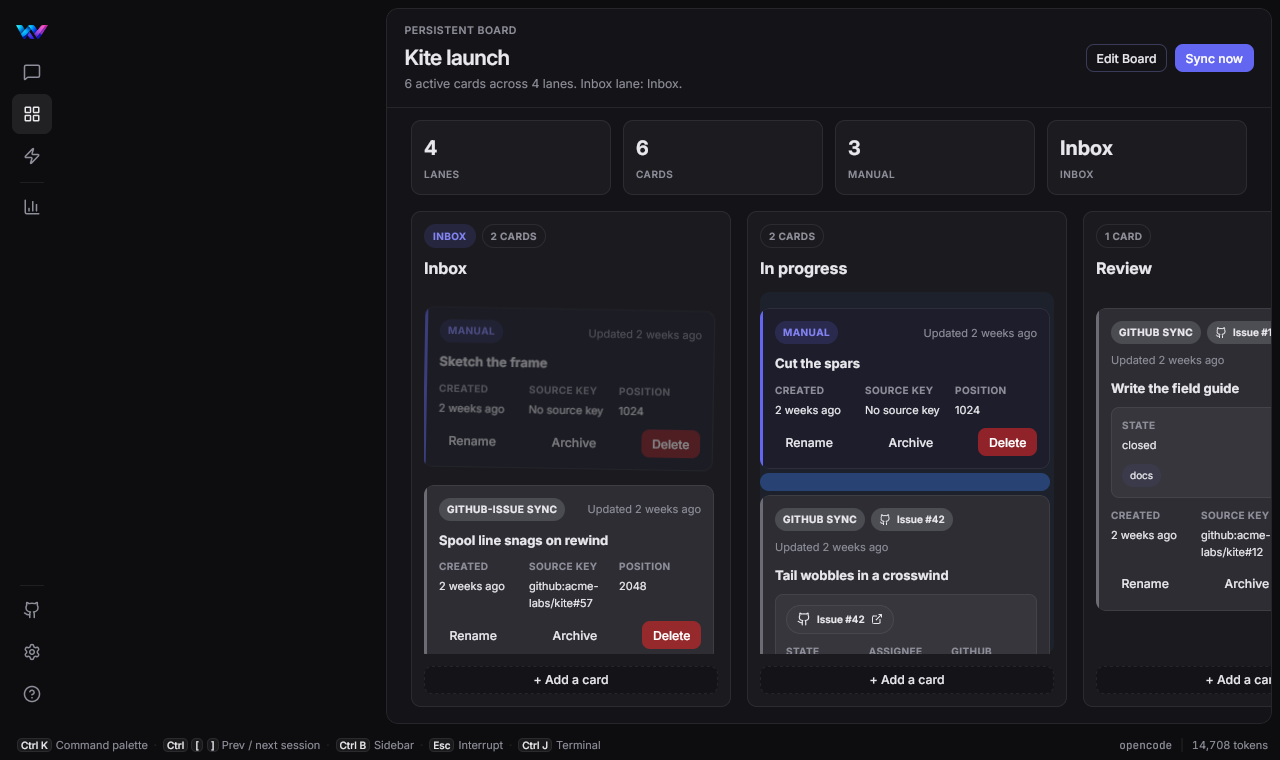 PERSISTENT BOARD
Kite launch
6 active cards across 4 lanes. Inbox lane: Inbox.
Edit Board
Sync now
4
LANES
6
CARDS
3
MANUAL
Inbox
INBOX
INBOX
2 CARDS
Inbox
MANUAL
Updated 2 weeks ago
Sketch the frame
CREATED
SOURCE KEY
POSITION
2 weeks ago
No source key
1024
Rename
Archive
Delete
GITHUB-ISSUE SYNC
Updated 2 weeks ago
Spool line snags on rewind
CREATED
SOURCE KEY
POSITION
2 weeks ago
github:acme-
labs/kite#57
2048
Rename
Archive
Delete
+ Add a card
2 CARDS
In progress
MANUAL
Updated 2 weeks ago
Cut the spars
CREATED
SOURCE KEY
POSITION
2 weeks ago
No source key
1024
Rename
Archive
Delete
GITHUB SYNC
Issue #42
Updated 2 weeks ago
Tail wobbles in a crosswind
Issue #42
STATE
ASSIGNEE
GITHUB
+ Add a card
1 CARD
Review
GITHUB SYNC
Issue #1
Updated 2 weeks ago
Write the field guide
STATE
closed
docs
CREATED
SOURCE KEY
2 weeks ago
github:acme-
labs/kite#12
Rename
Archive
+ Add a car
Ctrl K Command palette · Ctrl [ ] Prev / next session · Ctrl B Sidebar · Esc Interrupt · Ctrl J Terminal
opencode
14,708 tokens